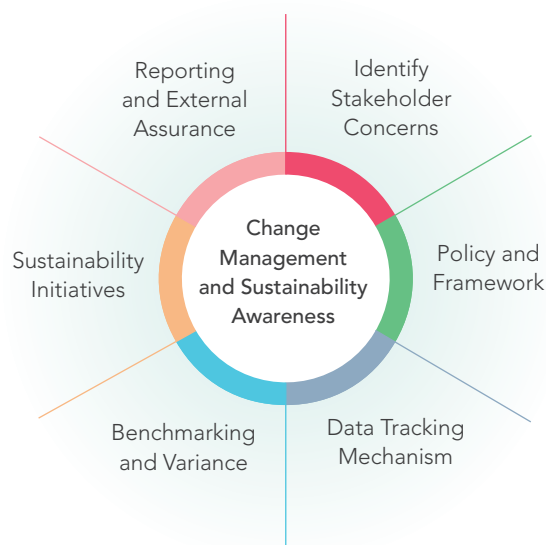 Reporting
and External
Assurance
Identify
Stakeholder
Concerns
Change
Management
and Sustainability
Awareness
Sustainability
Initiatives
Policy and
Framework
Benchmarking
and Variance
Data Tracking
Mechanism